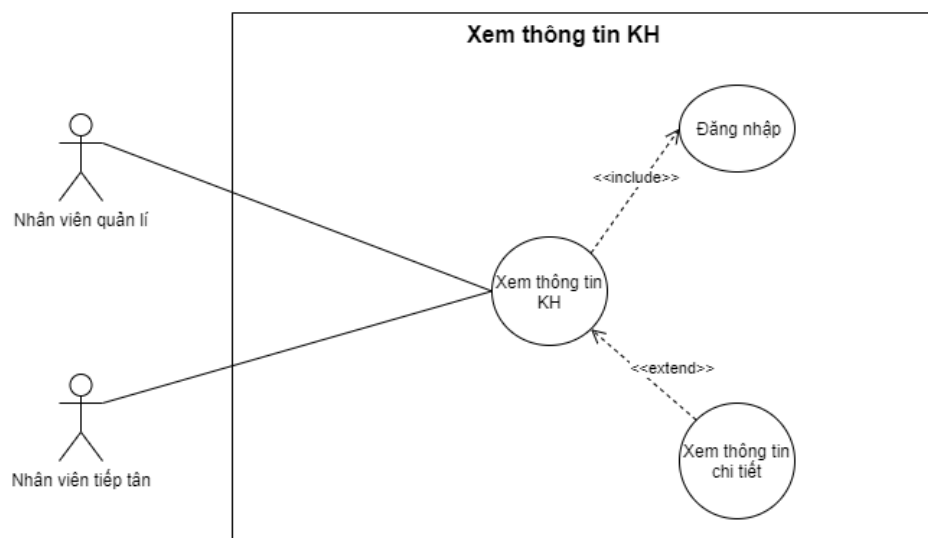 Xem thông tin KH
Đăng nhập
<<include>>
Nhân viên quản lí
Xem thông tin
KH
<<extend>>
Xem thông tin
chi tiết
Nhân viên tiếp tân